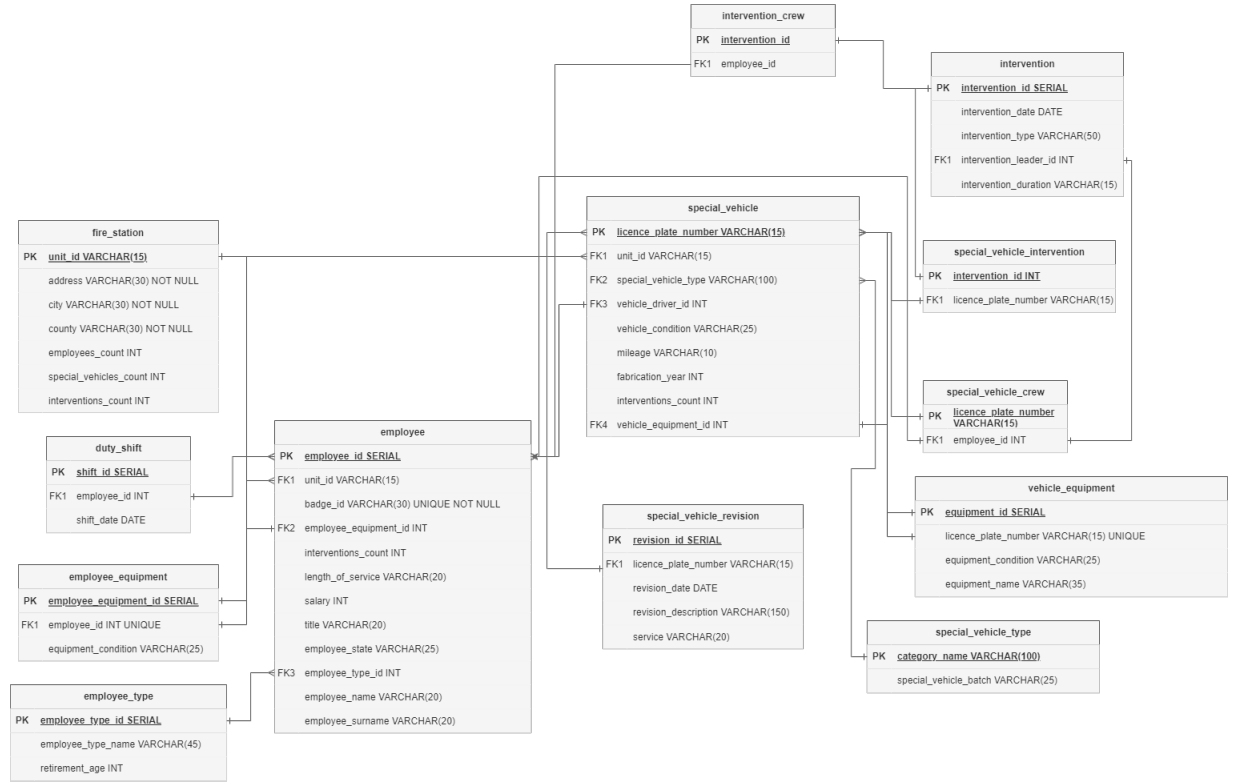 intervention_crew
PK intervention_id
FK1 employee_id
intervention
PK intervention_id SERIAL
intervention_date DATE
intervention_type VARCHAR(50)
FK1 intervention_leader_id INT
intervention_duration VARCHAR(15)
special_vehicle
PK licence_plate_number VARCHAR(15)
FK1 unit_id VARCHAR(15)
FK2 special_vehicle_type VARCHAR(100)
FK3 vehicle_driver_id INT
vehicle_condition VARCHAR(25)
mileage VARCHAR(10)
fabrication_year INT
interventions_count INT
FK4 vehicle_equipment_id INT
fire_station
PK unit_id VARCHAR(15)
address VARCHAR(30) NOT NULL
city VARCHAR(30) NOT NULL
county VARCHAR(30) NOT NULL
employees_count INT
special_vehicles_count INT
interventions_count INT
special_vehicle_intervention
PK intervention_id INT
FK1 licence_plate_number VARCHAR(15)
special_vehicle_crew
PK licence_plate_number
VARCHAR(15)
FK1 employee_id INT
duty_shift
PK shift_id SERIAL
FK1 employee_id INT
shift_date DATE
employee
PK employee_id SERIAL
FK1 unit_id VARCHAR(15)
badge_id VARCHAR(30) UNIQUE NOT NULL
FK2 employee_equipment_id INT
interventions_count INT
length_of_service VARCHAR(20)
salary INT
title VARCHAR(20)
employee_state VARCHAR(25)
FK3 employee_type_id INT
employee_name VARCHAR(20)
employee_surname VARCHAR(20)
vehicle_equipment
PK equipment_id SERIAL
licence_plate_number VARCHAR(15) UNIQUE
equipment_condition VARCHAR(25)
equipment_name VARCHAR(35)
special_vehicle_revision
PK revision_id SERIAL
FK1 licence_plate_number VARCHAR(15)
revision_date DATE
revision_description VARCHAR(150)
service VARCHAR(20)
employee_equipment
PK employee_equipment_id SERIAL
FK1 employee_id INT UNIQUE
equipment_condition VARCHAR(25)
special_vehicle_type
PK category_name VARCHAR(100)
special_vehicle_batch VARCHAR(25)
employee_type
PK employee_type_id SERIAL
employee_type_name VARCHAR(45)
retirement_age INT